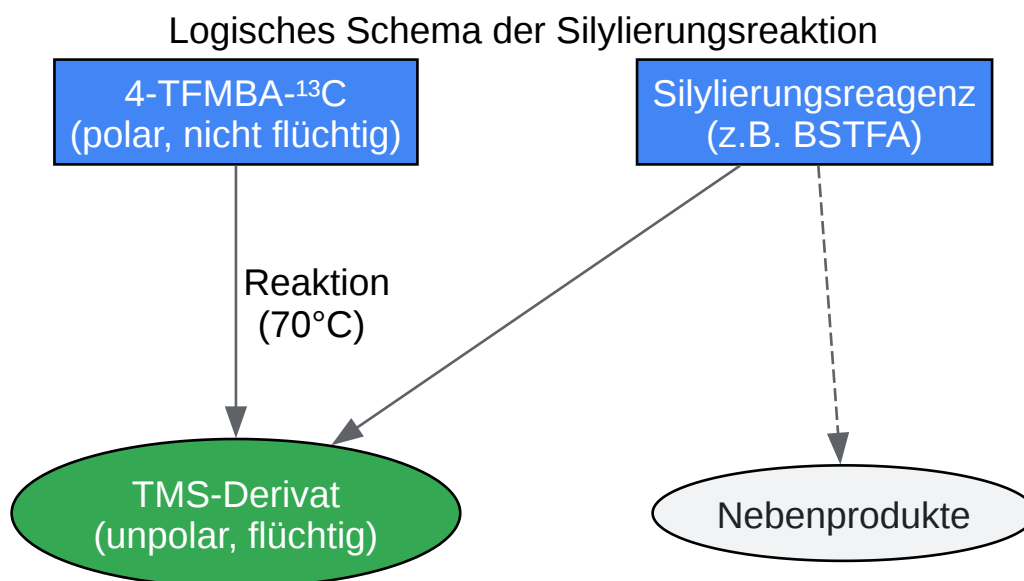 Logisches Schema der Silylierungsreaktion
4-TFMBA-¹³C
(polar, nicht flüchtig)
Silylierungsreagenz
(z.B. BSTFA)
Reaktion
(70°C)
TMS-Derivat
(unpolar, flüchtig)
Nebenprodukte